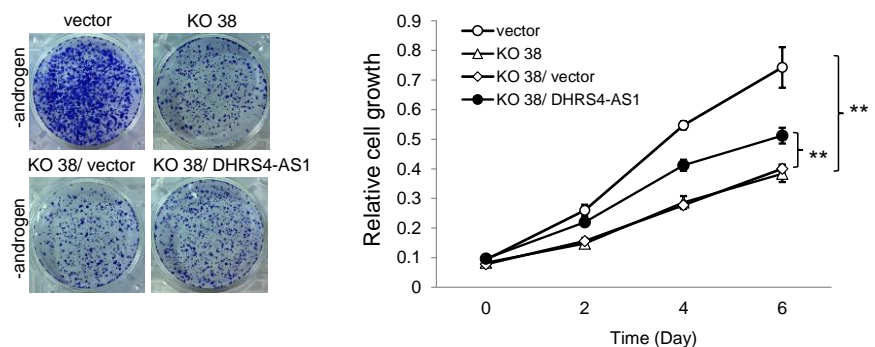 vector KO 38
-androgen
KO 38/ vector KO 38/ DHRS4-AS1
-androgen
Relative cell growth
0.9
0.8
0.7
0.6
0.5
0.4
0.3
0.2
0.1
0
vector
KO 38
KO 38/ vector
KO 38/ DHRS4-AS1
**
**
0 2 4 6
Time (Day)